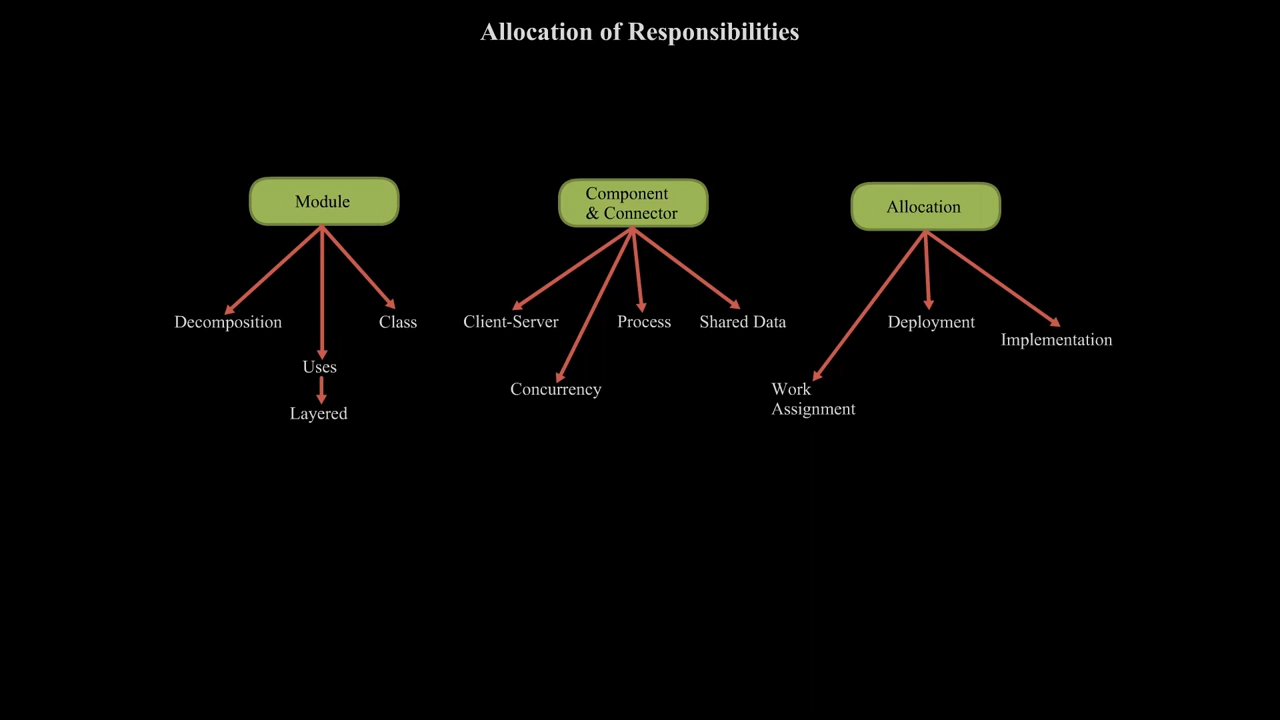 Allocation of Responsibilities
Module
Component
& Connector
Allocation
Decomposition
Class
Client-Server
Process
Shared Data
Deployment
Implementation
Uses
Concurrency
Work
Assignment
Layered